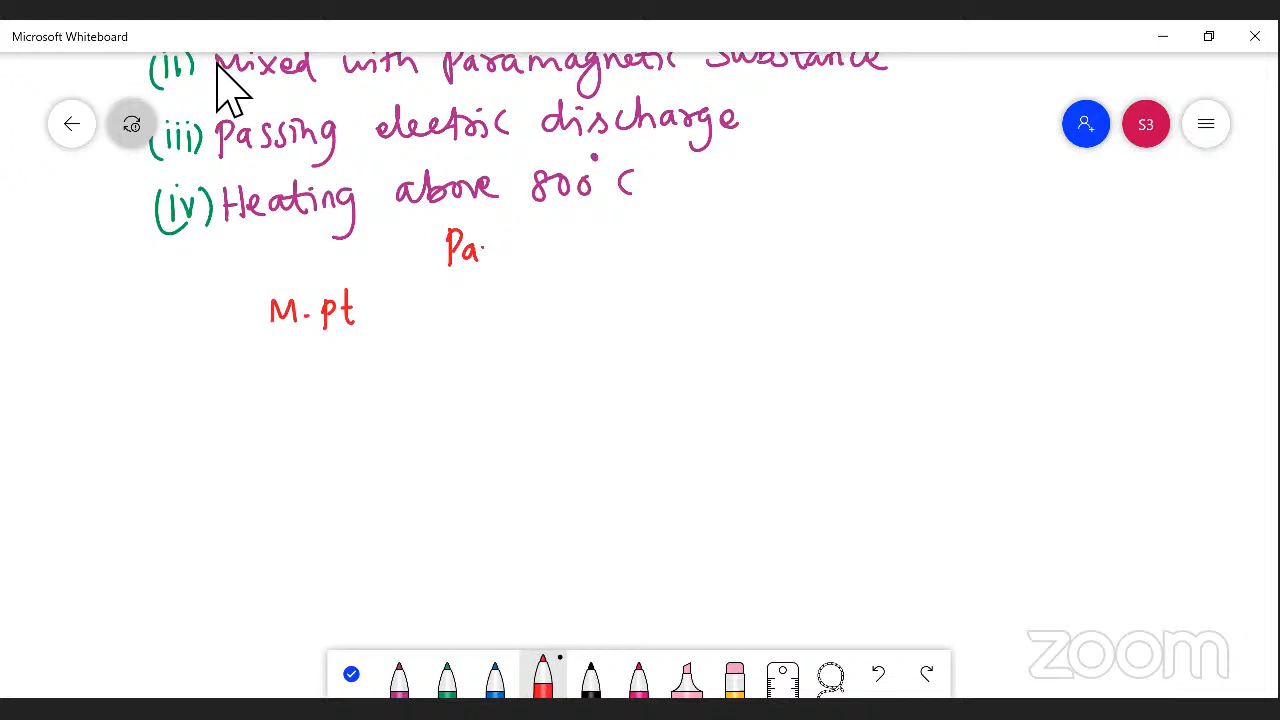 Microsoft Whiteboard
(ii) Mixed with paramagnetic substance
(iii) Passing electric discharge
S3
(iv) Heating above 800°C
Pa
M.pt
zoom